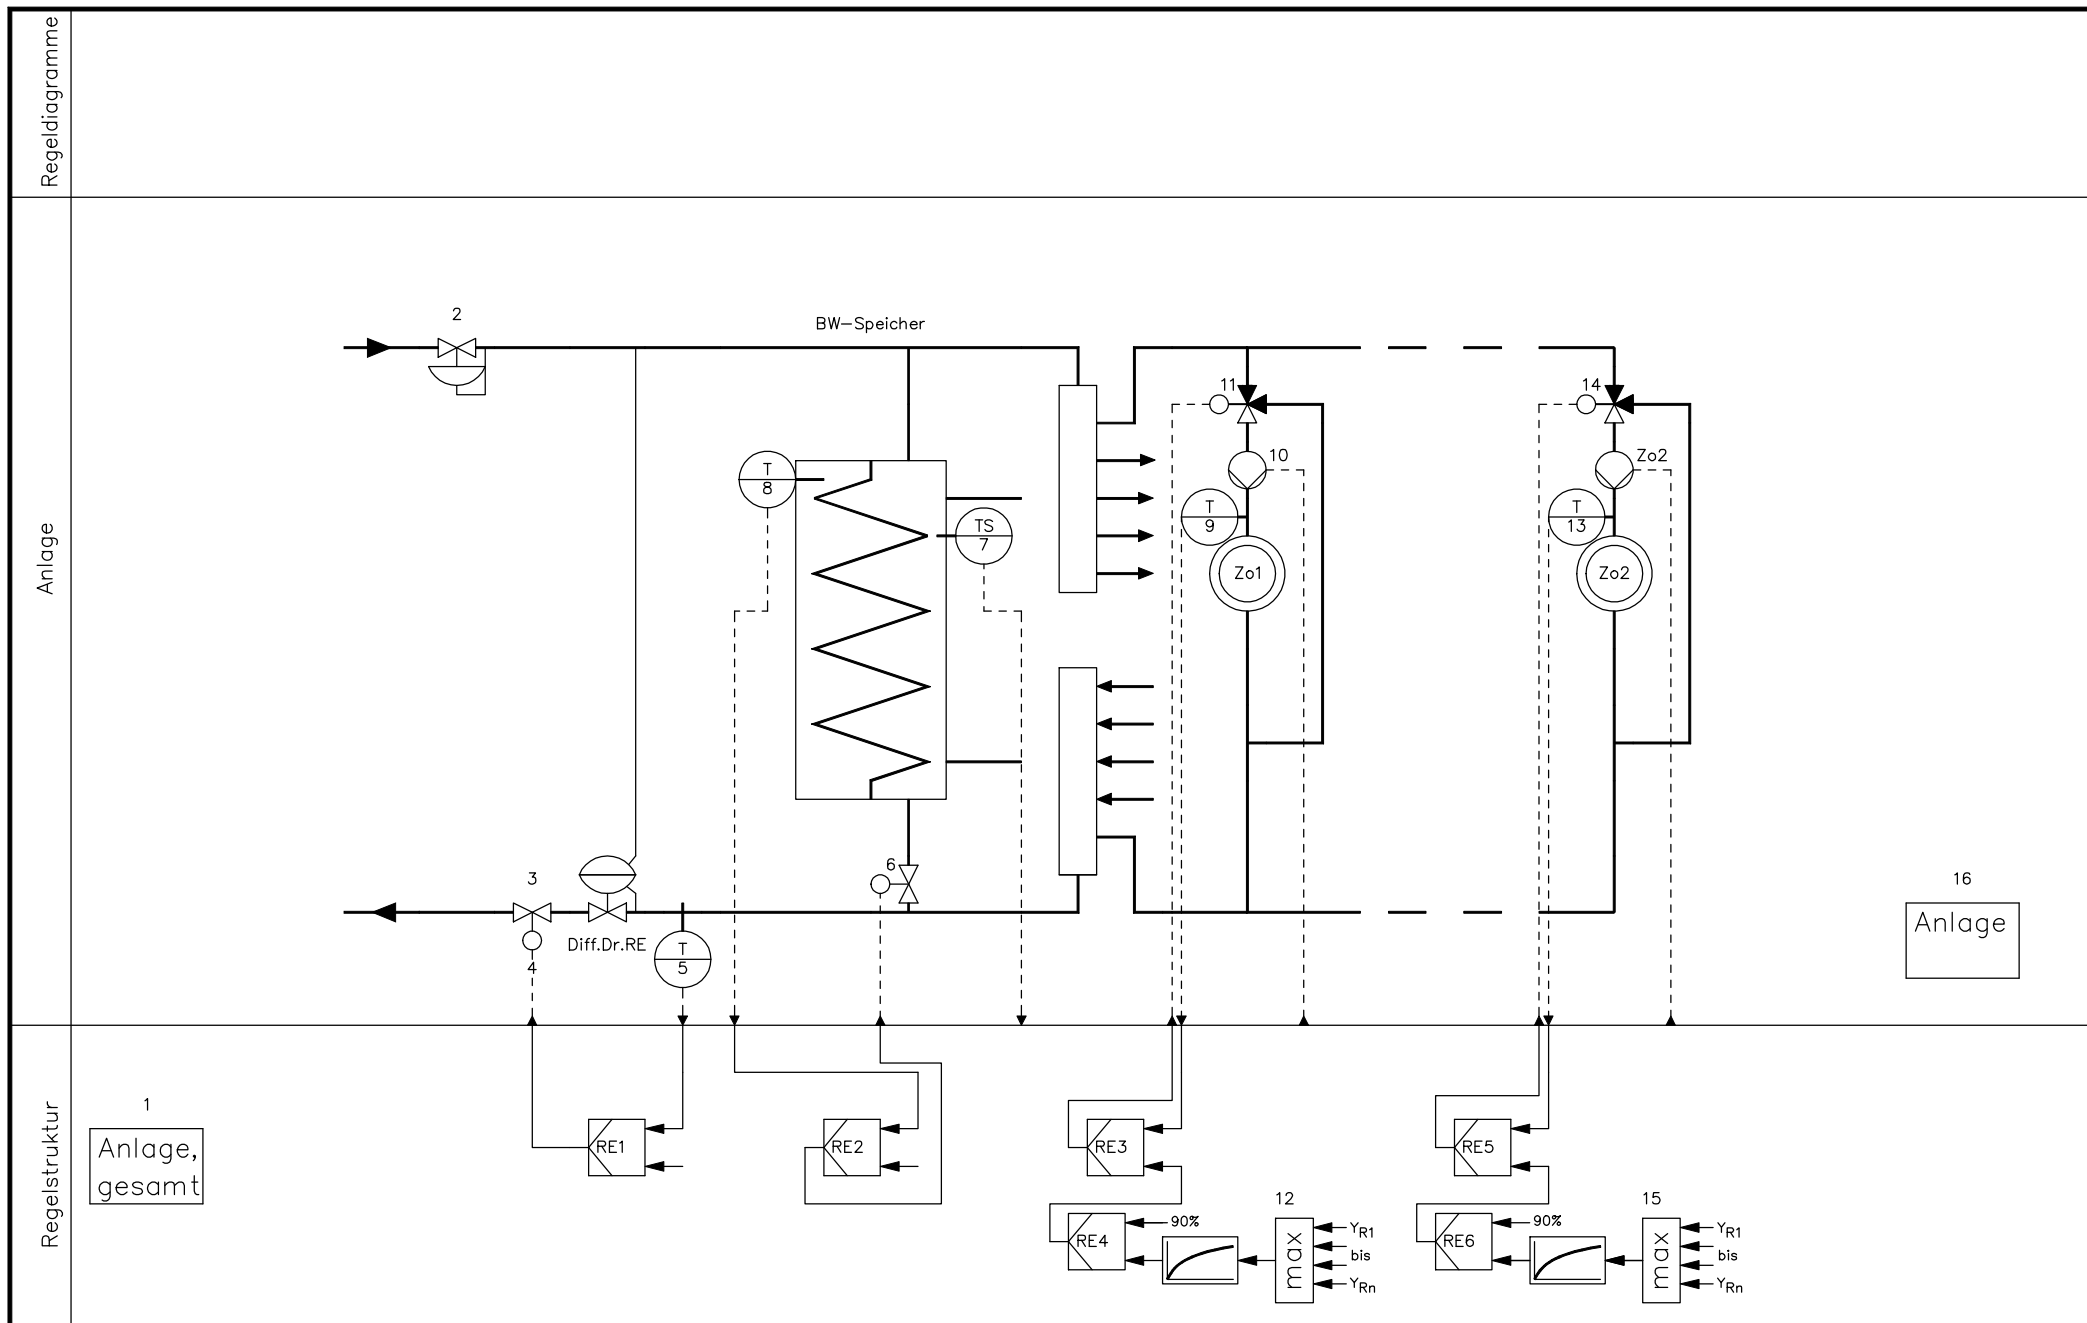 Regeldiagramme
Anlage
Regelstruktur
2
BW-Speicher
11
14
T
8
10
Zo2
TS
7
T
9
T
13
Zo1
Zo2
6
3
16
Anlage
Diff.Dr.RE
4
T
5
1
Anlage,
gesamt
RE1
RE2
RE3
RE5
12
15
90%
YR1
90%
YR1
RE4
max
bis
RE6
max
bis
YRn
YRn